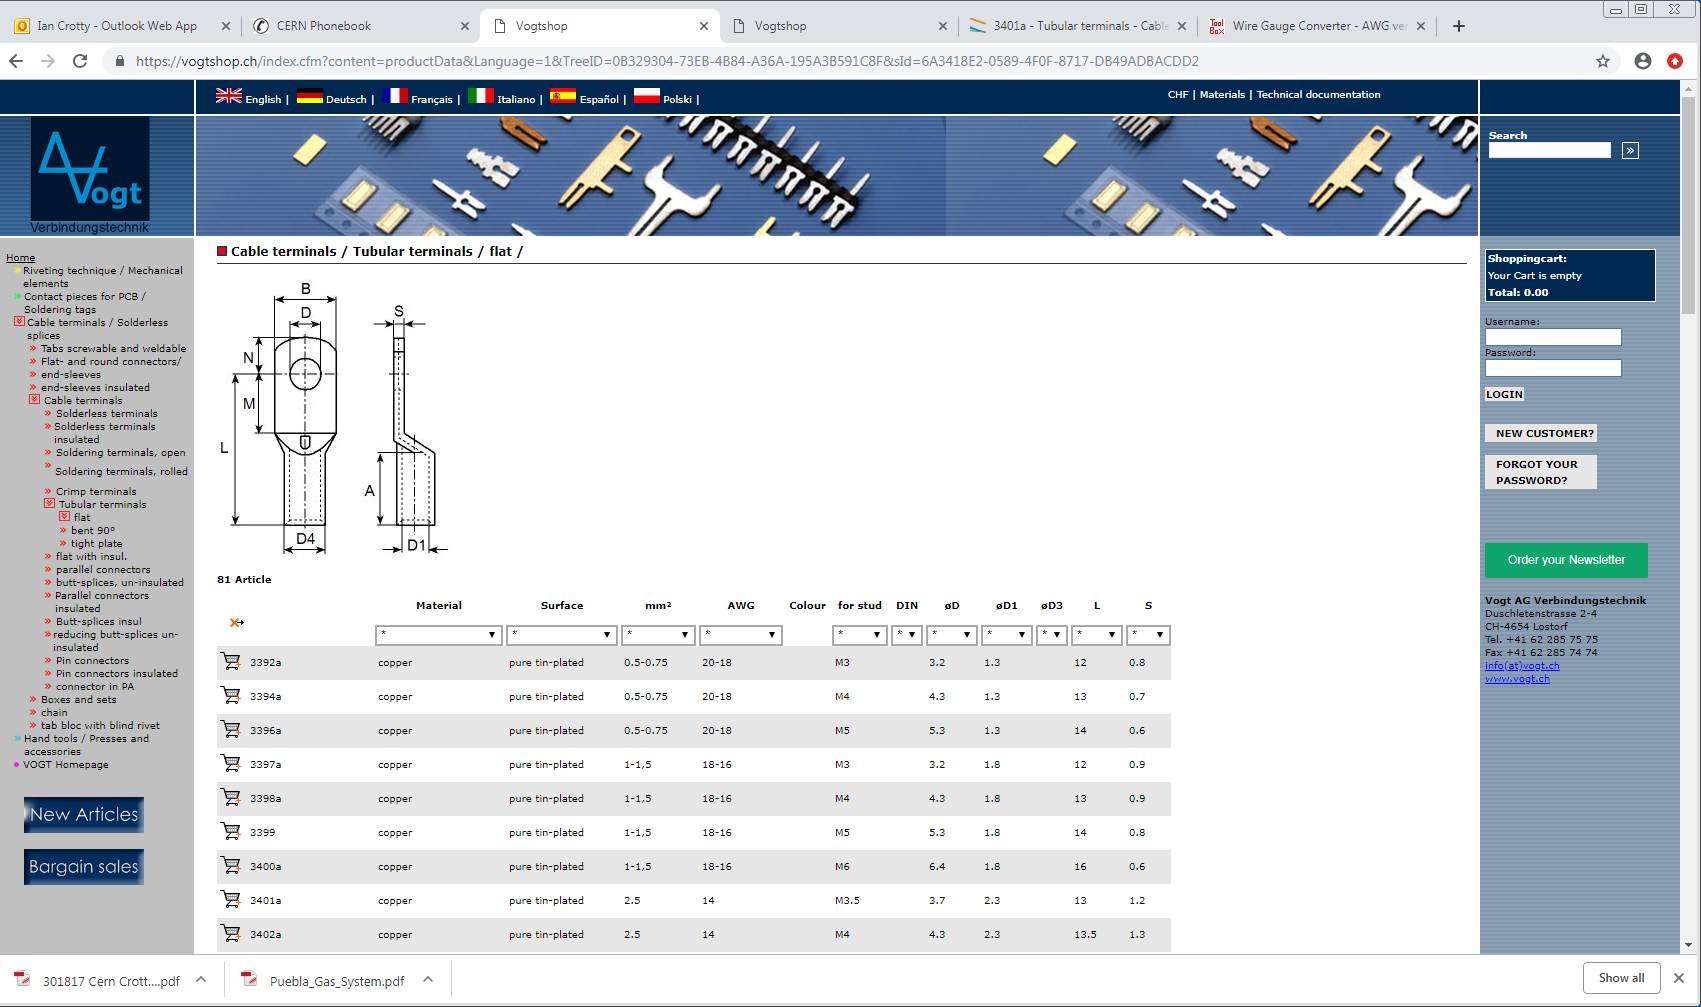 Ian Crotty - Outlook Web App
CERN Phonebook
Vogtshop
Vogtshop
3401a - Tubular terminals - Cable
Tool Box
Wire Gauge Converter - AWG ve
https://vogtshop.ch/index.cfm?content=productData&Language=1&TreeID=0B329304-73EB-4B84-A36A-195A3B591C8F&sId=6A3418E2-0589-4F0F-8717-DB49ADBACDD2
English | Deutsch | Français | Italiano | Español | Polski |
CHF | Materials | Technical documentation
Vogt
Verbindungstechnik
Search
»
Home
Riveting technique / Mechanical
elements
Contact pieces for PCB /
Soldering tags
Cable terminals / Solderless
splices
Tabs screwable and weldable
Flat- and round connectors/
end-sleeves
end-sleeves insulated
Cable terminals
Solderless terminals
Solderless terminals
insulated
Soldering terminals, open
Soldering terminals, rolled
Crimp terminals
Tubular terminals
flat
bent 90°
tight plate
flat with insul.
parallel connectors
butt-splices, un-insulated
Parallel connectors
insulated
Butt-splices insul
reducing butt-splices un-
insulated
Pin connectors
Pin connectors insulated
connector in PA
Boxes and sets
chain
tab bloc with blind rivet
Hand tools / Presses and
accessories
VOGT Homepage
New Articles
Bargain sales
Cable terminals / Tubular terminals / flat /
B
D
S
N
M
L
A
D4
D1
81 Article
Material Surface mm² AWG Colour for stud DIN øD øD1 øD3 L S
* * * * * * * * * * *
3392a copper pure tin-plated 0.5-0.75 20-18 M3 3.2 1.3 12 0.8
3394a copper pure tin-plated 0.5-0.75 20-18 M4 4.3 1.3 13 0.7
3396a copper pure tin-plated 0.5-0.75 20-18 M5 5.3 1.3 14 0.6
3397a copper pure tin-plated 1-1,5 18-16 M3 3.2 1.8 12 0.9
3398a copper pure tin-plated 1-1,5 18-16 M4 4.3 1.8 13 0.9
3399 copper pure tin-plated 1-1,5 18-16 M5 5.3 1.8 14 0.8
3400a copper pure tin-plated 1-1,5 18-16 M6 6.4 1.8 16 0.6
3401a copper pure tin-plated 2.5 14 M3.5 3.7 2.3 13 1.2
3402a copper pure tin-plated 2.5 14 M4 4.3 2.3 13.5 1.3
Shoppingcart:
Your Cart is empty
Total: 0.00
Username:
Password:
LOGIN
NEW CUSTOMER?
FORGOT YOUR
PASSWORD?
Order your Newsletter
Vogt AG Verbindungstechnik
Duschletenstrasse 2-4
CH-4654 Lostorf
Tel. +41 62 285 75 75
Fax +41 62 285 74 74
info(at)vogt.ch
www.vogt.ch
301817 Cern Crott....pdf
Puebla_Gas_System.pdf
Show all